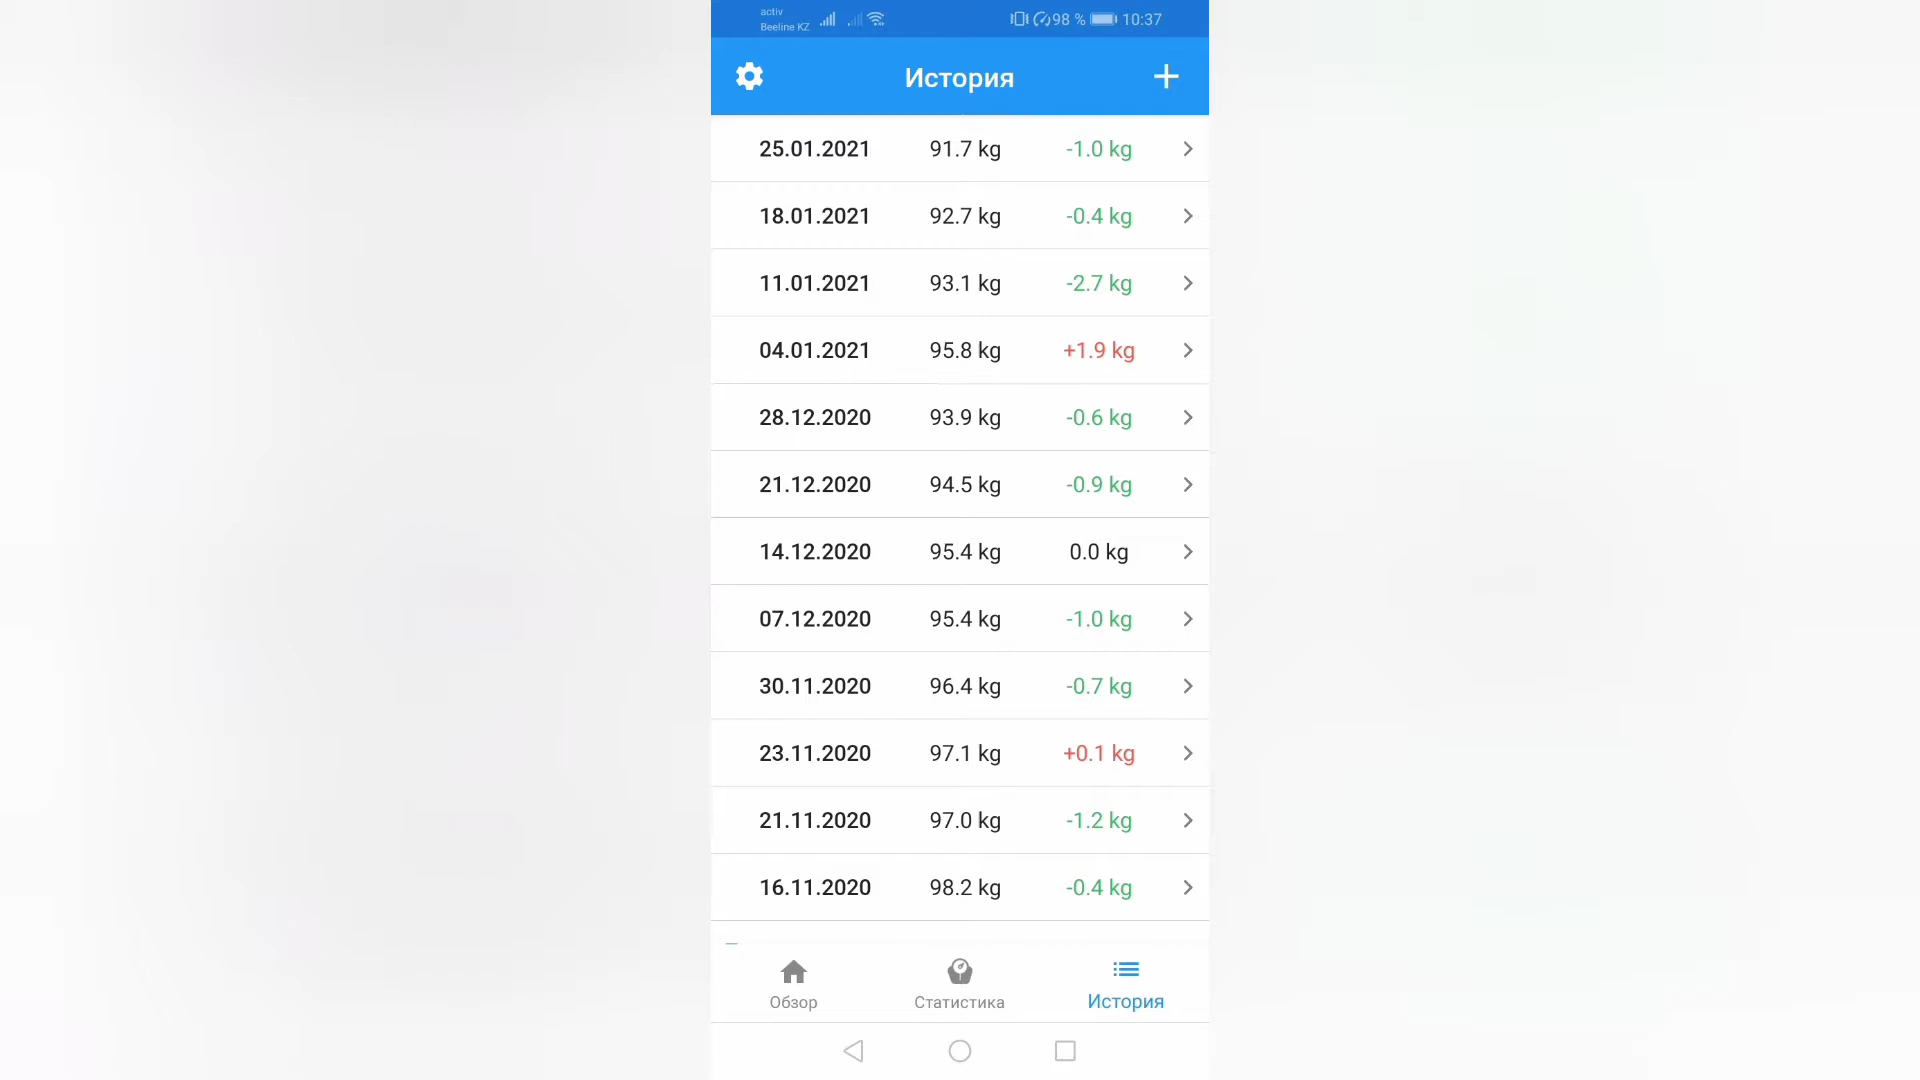 activ
Beeline KZ
98 % 10:37
История
25.01.2021 91.7 kg -1.0 kg
18.01.2021 92.7 kg -0.4 kg
11.01.2021 93.1 kg -2.7 kg
04.01.2021 95.8 kg +1.9 kg
28.12.2020 93.9 kg -0.6 kg
21.12.2020 94.5 kg -0.9 kg
14.12.2020 95.4 kg 0.0 kg
07.12.2020 95.4 kg -1.0 kg
30.11.2020 96.4 kg -0.7 kg
23.11.2020 97.1 kg +0.1 kg
21.11.2020 97.0 kg -1.2 kg
16.11.2020 98.2 kg -0.4 kg
Обзор Статистика История